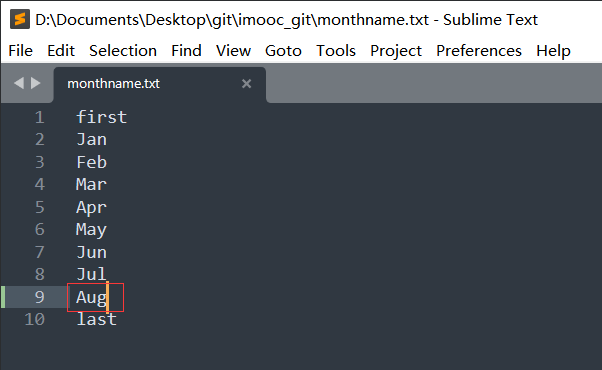 D:\Documents\Desktop\git\imooc_git\monthname.txt - Sublime Text
File Edit Selection Find View Goto Tools Project Preferences Help
monthname.txt
1 first
2 Jan
3 Feb
4 Mar
5 Apr
6 May
7 Jun
8 Jul
9 Aug
10 last